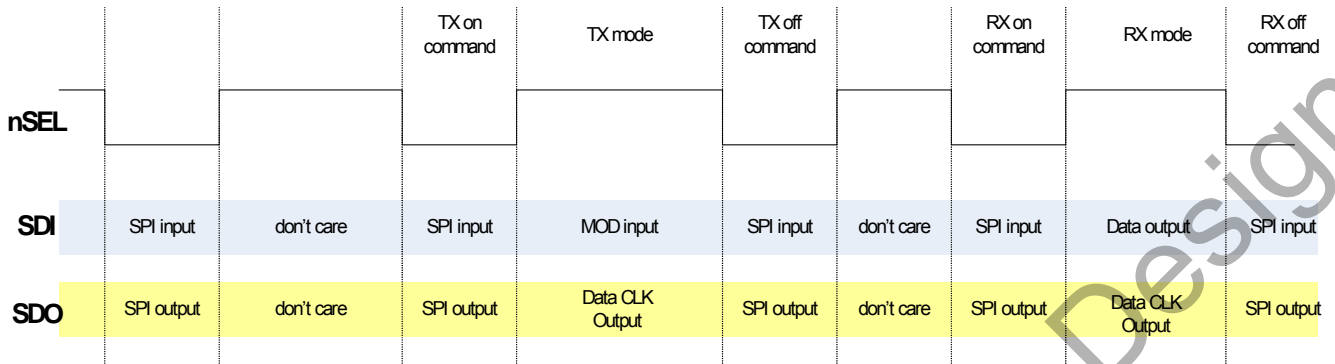 TX on command
TX mode
TX off command
RX on command
RX mode
RX off command
nSEL
SDI
SPI input
don't care
SPI input
MOD input
SPI input
don't care
SPI input
Data output
SPI input
SDO
SPI output
don't care
SPI output
Data CLK Output
SPI output
don't care
SPI output
Data CLK Output
SPI output
Design